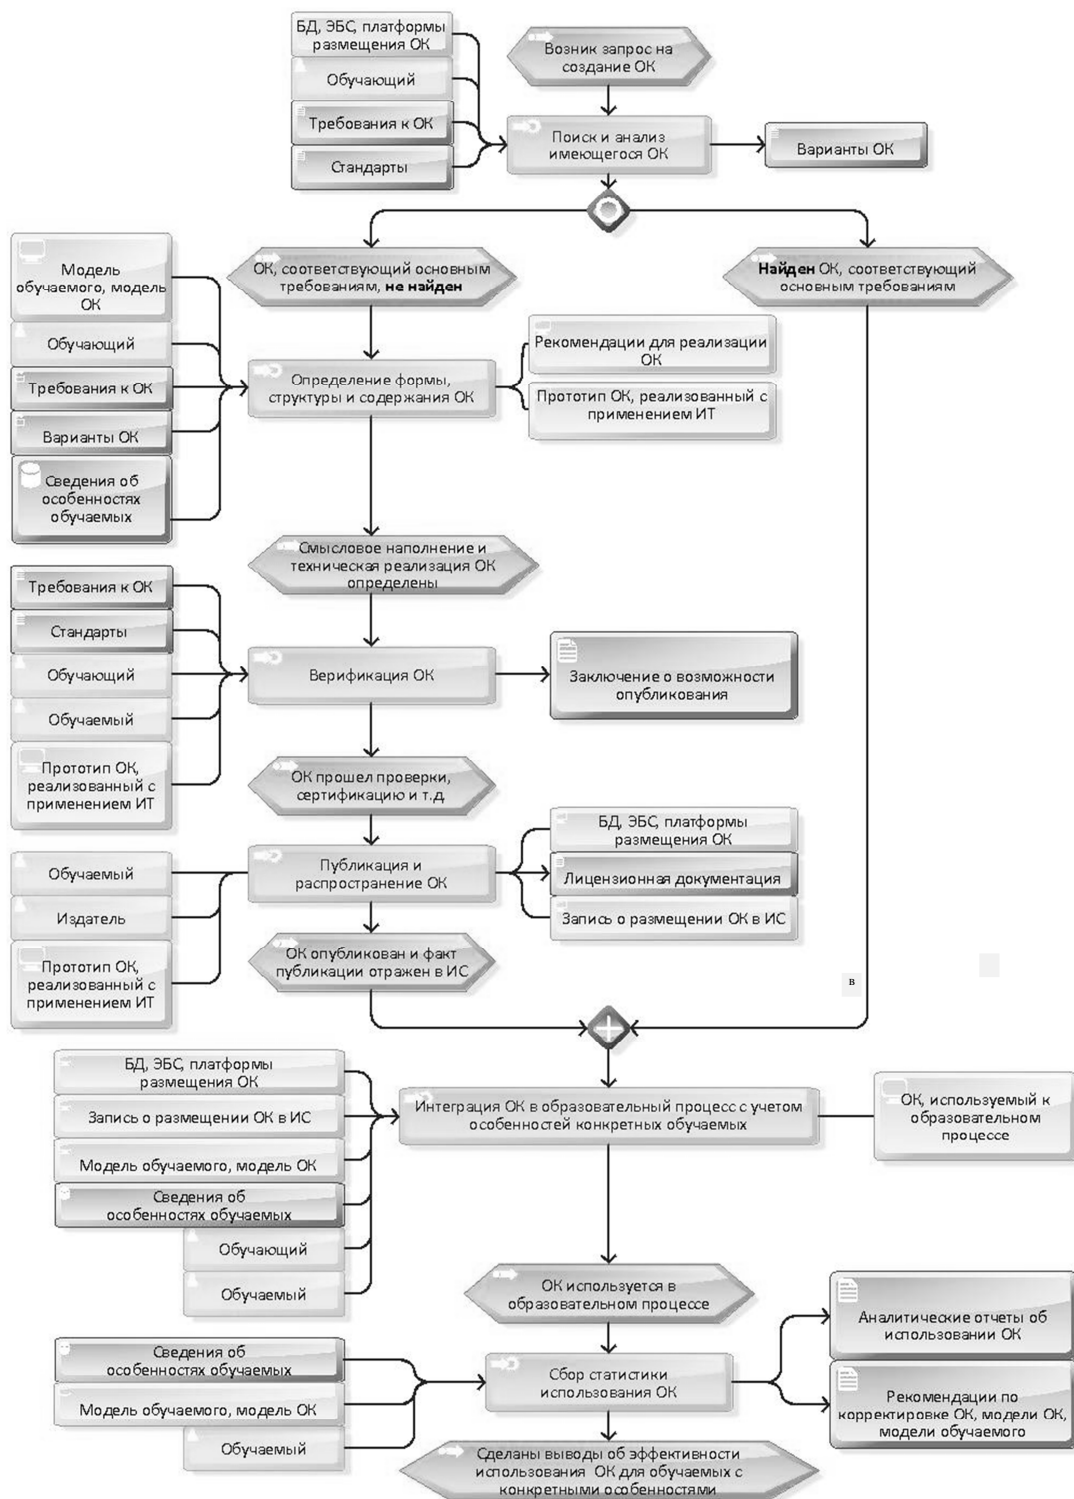 БД, ЭБС, платформы
размещения ОК
Обучающий
Требования к ОК
Стандарты
Возник запрос на
создание ОК
Поиск и анализ
имеющегося ОК
Варианты ОК
ОК, соответствующий основным
требованиям, не найден
Найден ОК, соответствующий
основным требованиям
Модель
обучаемого, модель
ОК
Обучающий
Требования к ОК
Варианты ОК
Сведения об
особенностях
обучаемых
Определение формы,
структуры и содержания ОК
Рекомендации для реализации
ОК
Прототип ОК, реализованный с
применением ИТ
Смысловое наполнение и
техническая реализация ОК
определены
Требования к ОК
Стандарты
Обучающий
Обучаемый
Прототип ОК,
реализованный с
применением ИТ
Верификация ОК
Заключение о возможности
опубликования
ОК прошел проверки,
сертификацию и т.д.
Обучаемый
Издатель
Прототип ОК,
реализованный с
применением ИТ
Публикация и
распространение ОК
БД, ЭБС, платформы
размещения ОК
Лицензионная документация
Запись о размещении ОК в ИС
ОК опубликован и факт
публикации отражен в ИС
в
БД, ЭБС, платформы
размещения ОК
Запись о размещении ОК в ИС
Модель обучаемого, модель ОК
Сведения об
особенностях обучаемых
Обучающий
Обучаемый
Интеграция ОК в образовательный процесс с учетом
особенностей конкретных обучаемых
ОК, используемый к
образовательном
процессе
ОК используется в
образовательном процессе
Сведения об
особенностях обучаемых
Модель обучаемого, модель ОК
Обучаемый
Сбор статистики
использования ОК
Аналитические отчеты об
использовании ОК
Рекомендации по
корректировке ОК, модели ОК,
модели обучаемого
Сделаны выводы об эффективности
использования ОК для обучаемых с
конкретными особенностями